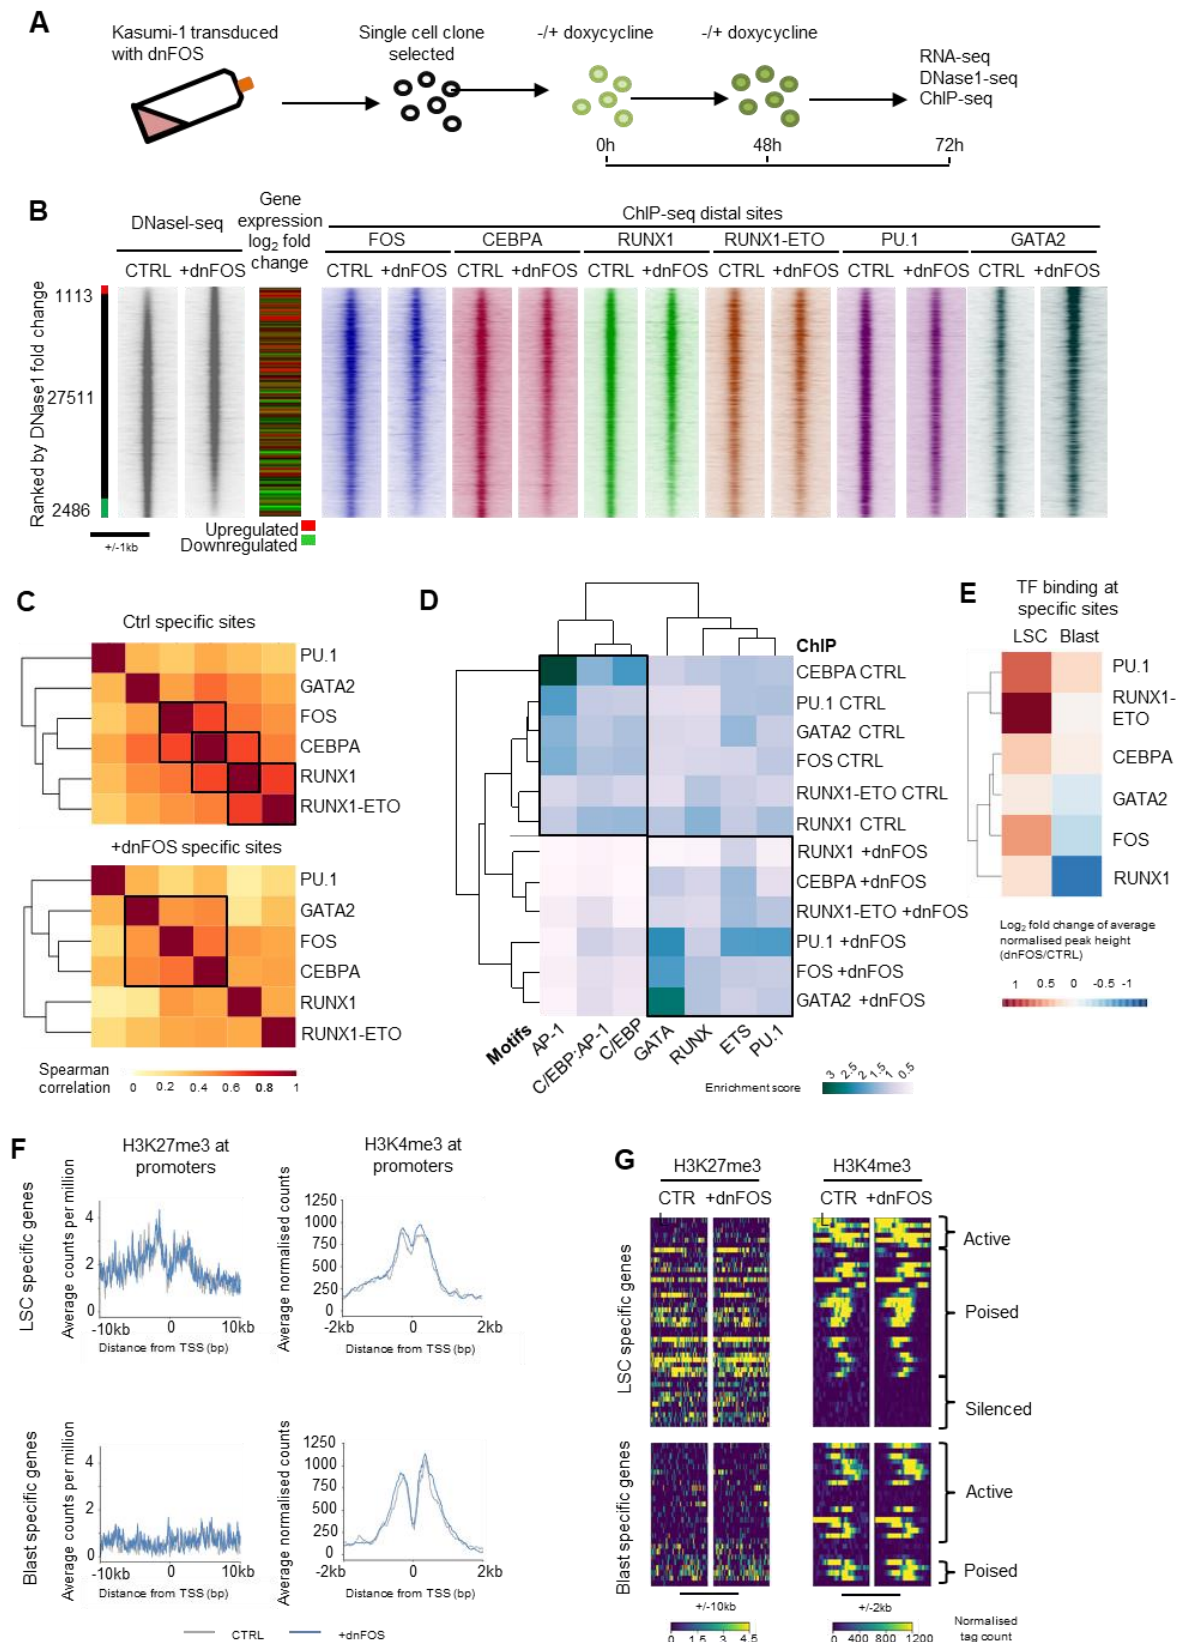 A
Kasumi-1 transduced
with dnFOS
Single cell clone
selected
-/+ doxycycline
-/+ doxycycline
RNA-seq
DNase1-seq
ChIP-seq
0h
48h
72h
B
DNaseI-seq
Gene
expression
log2 fold
change
ChIP-seq distal sites
FOS
CEBPA
RUNX1
RUNX1-ETO
PU.1
GATA2
CTRL +dnFOS
CTRL +dnFOS
CTRL +dnFOS
CTRL +dnFOS
CTRL +dnFOS
CTRL +dnFOS
CTRL +dnFOS
Ranked by DNase1 fold change
1113
27511
2486
+/-1kb
Upregulated
Downregulated
C
Ctrl specific sites
PU.1
GATA2
FOS
CEBPA
RUNX1
RUNX1-ETO
+dnFOS specific sites
PU.1
GATA2
FOS
CEBPA
RUNX1
RUNX1-ETO
Spearman
correlation
0 0.2 0.4 0.6 0.8 1
D
ChIP
CEBPA CTRL
PU.1 CTRL
GATA2 CTRL
FOS CTRL
RUNX1-ETO CTRL
RUNX1 CTRL
RUNX1 +dnFOS
CEBPA +dnFOS
RUNX1-ETO +dnFOS
PU.1 +dnFOS
FOS +dnFOS
GATA2 +dnFOS
Motifs
AP-1
C/EBP:AP-1
C/EBP
GATA
RUNX
ETS
PU.1
Enrichment score
3 2.5 2 1.5 1 0.5
E
TF binding at
specific sites
LSC Blast
PU.1
RUNX1-
ETO
CEBPA
GATA2
FOS
RUNX1
Log2 fold change of average
normalised peak height
(dnFOS/CTRL)
1 0.5 0 -0.5 -1
F
H3K27me3 at
promoters
H3K4me3 at
promoters
LSC specific genes
Average counts per million
4
2
0
-10kb 0 10kb
Distance from TSS (bp)
Average normalised counts
1250
1000
750
500
250
0
-2kb 0 2kb
Distance from TSS (bp)
Blast specific genes
Average counts per million
4
2
0
-10kb 0 10kb
Distance from TSS (bp)
Average normalised counts
1250
1000
750
500
250
0
-2kb 0 2kb
Distance from TSS (bp)
CTRL +dnFOS
G
H3K27me3
H3K4me3
CTR +dnFOS
CTR +dnFOS
LSC specific genes
Active
Poised
Silenced
Blast specific genes
Active
Poised
+/-10kb
+/-2kb
0 1.5 3 4.5
0 400 800 1200
Normalised
tag count